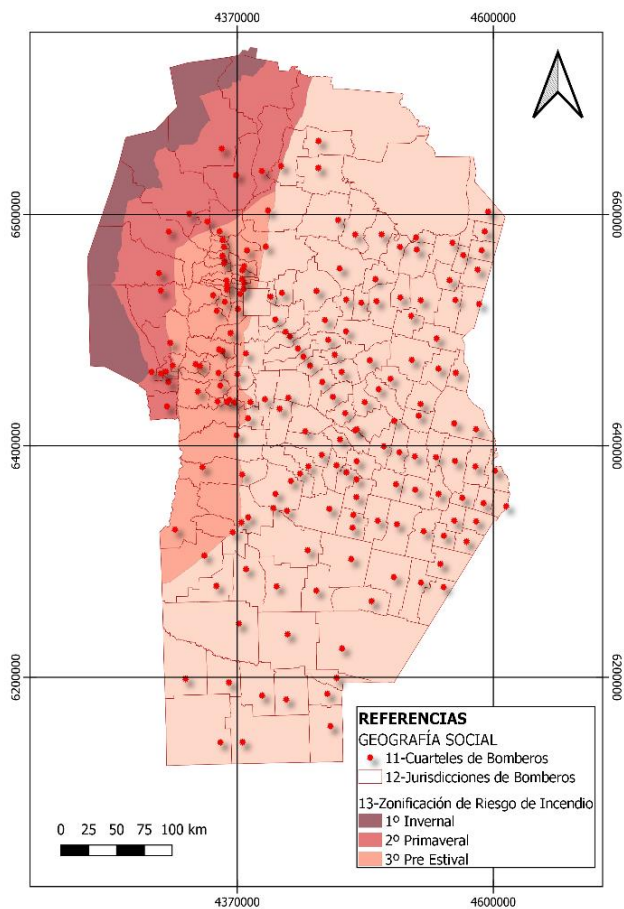 4370000 4600000
6600000 6600000
6400000 6400000
6200000 6200000
REFERENCIAS
GEOGRAFÍA SOCIAL
11-Cuarteles de Bomberos
12-Jurisdicciones de Bomberos
13-Zonificación de Riesgo de Incendio
1º Invernal
2º Primaveral
3º Pre Estival
0 25 50 75 100 km
4370000 4600000